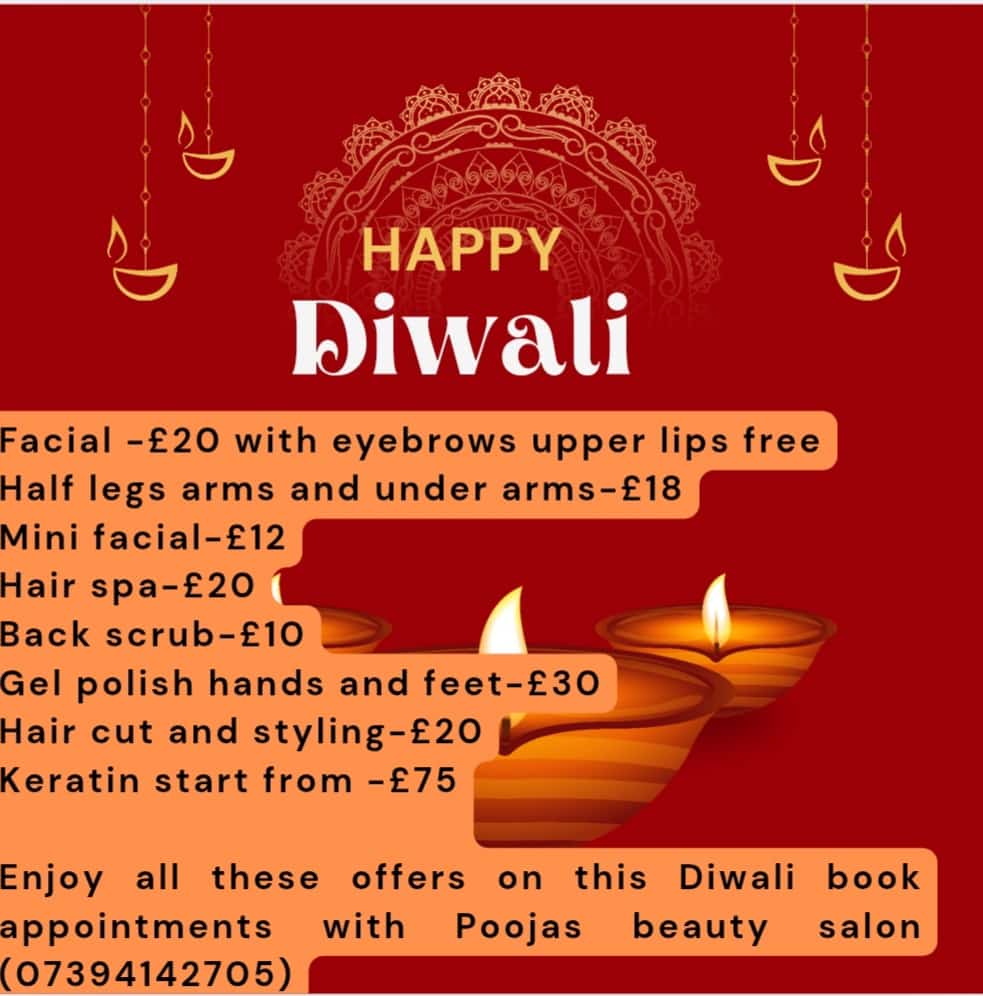 HAPPY
Diwali
Facial -£20 with eyebrows upper lips free
Half legs arms and under arms-£18
Mini facial-£12
Hair spa-£20
Back scrub-£10
Gel polish hands and feet-£30
Hair cut and styling-£20
Keratin start from -£75
Enjoy all these offers on this Diwali book
appointments with Poojas beauty salon
(07394142705)